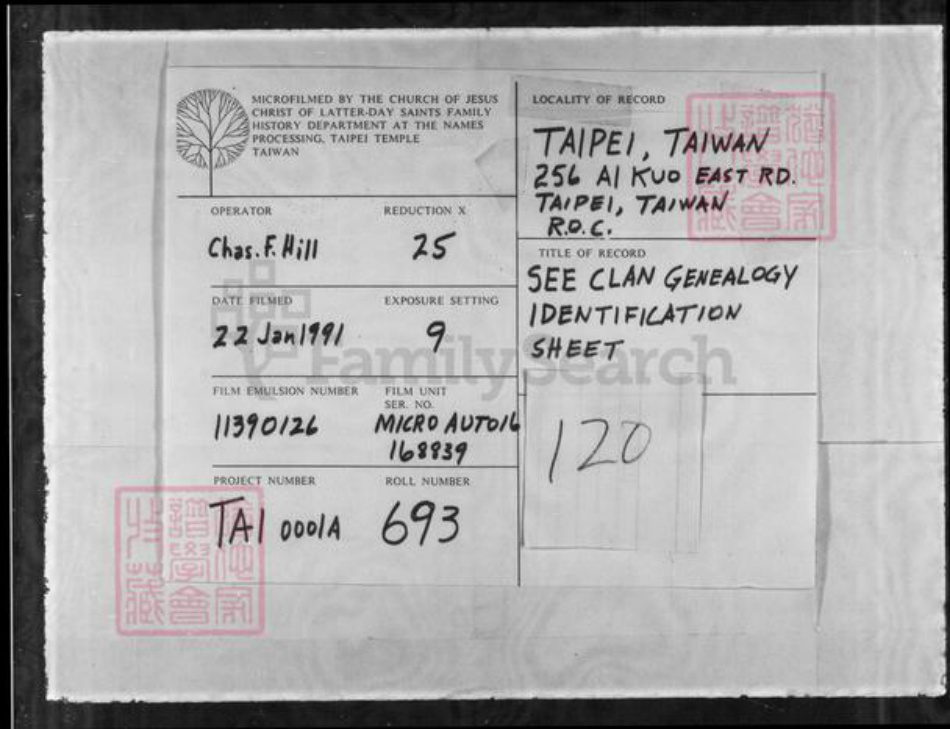 MICROFILMED BY THE CHURCH OF JESUS
CHRIST OF LATTER-DAY SAINTS FAMILY
HISTORY DEPARTMENT AT THE NAMES
PROCESSING, TAIPEI TEMPLE
TAIWAN
OPERATOR
REDUCTION X
Chas. F. Hill
25
DATE FILMED
EXPOSURE SETTING
22 Jan 1991
9
FILM EMULSION NUMBER
FILM UNIT
SER. NO.
11390126
MICRO AUTO 16
168939
PROJECT NUMBER
ROLL NUMBER
TAI 0001A
693
LOCALITY OF RECORD
TAIPEI, TAIWAN
256 AI KUO EAST RD.
TAIPEI, TAIWAN
R.O.C.
TITLE OF RECORD
SEE CLAN GENEALOGY
IDENTIFICATION
SHEET
120
FamilySearch